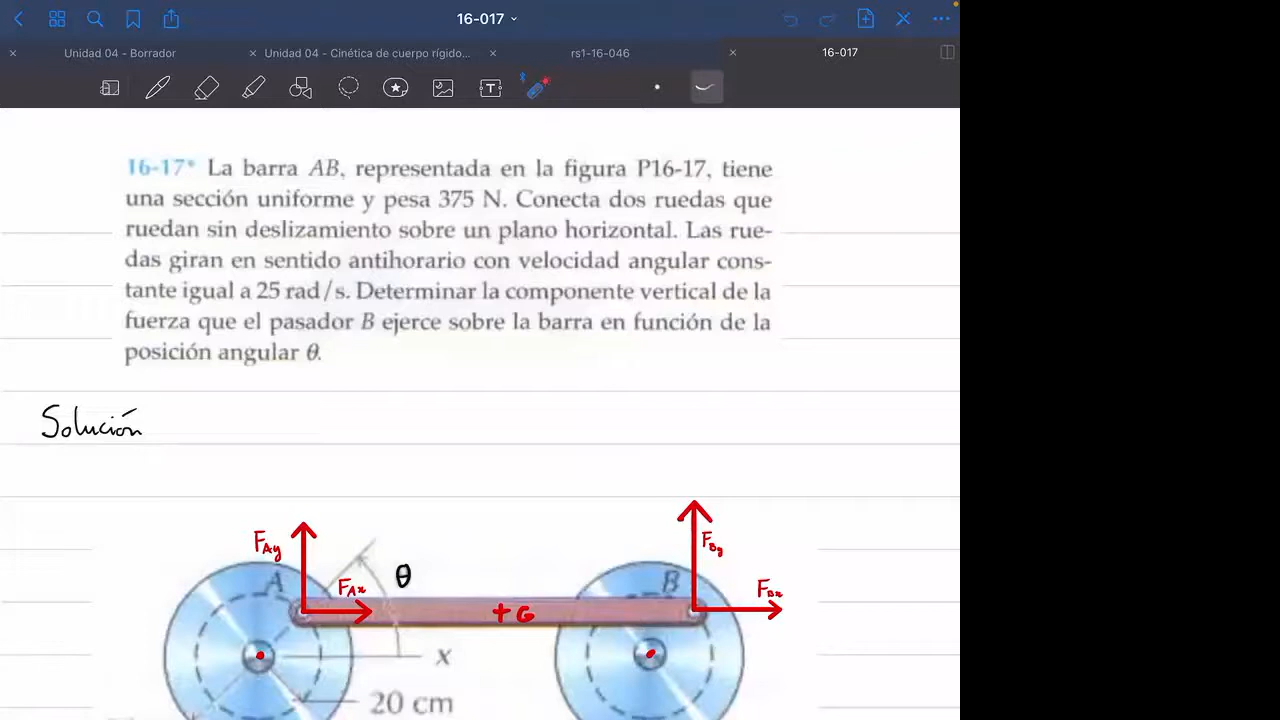 16-017
Unidad 04 - Borrador
Unidad 04 - Cinética de cuerpo rígido...
rs1-16-046
16-017
16-17* La barra AB, representada en la figura P16-17, tiene
una sección uniforme y pesa 375 N. Conecta dos ruedas que
ruedan sin deslizamiento sobre un plano horizontal. Las rue-
das giran en sentido antihorario con velocidad angular cons-
tante igual a 25 rad/s. Determinar la componente vertical de la
fuerza que el pasador B ejerce sobre la barra en función de la
posición angular θ.
Solución
F_Ay
F_By
A
θ
B
F_Ax
F_Bx
+ G
x
20 cm